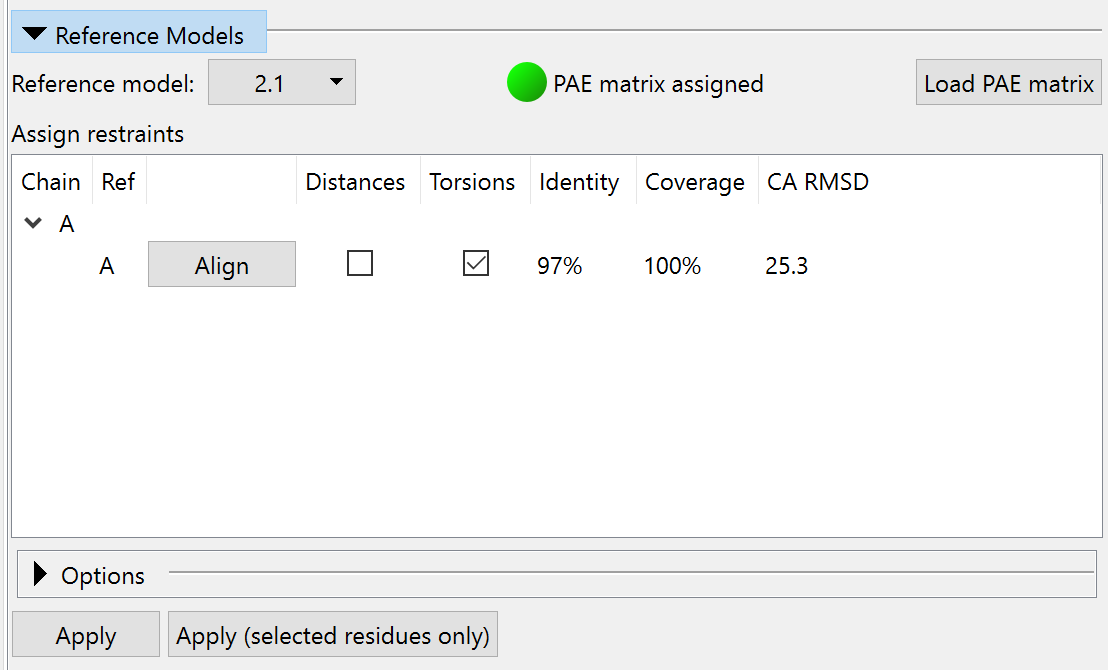 Reference Models
Reference model: 2.1 PAE matrix assigned Load PAE matrix
Assign restraints
Chain Ref Distances Torsions Identity Coverage CA RMSD
A
A Align 97% 100% 25.3
Options
Apply Apply (selected residues only)